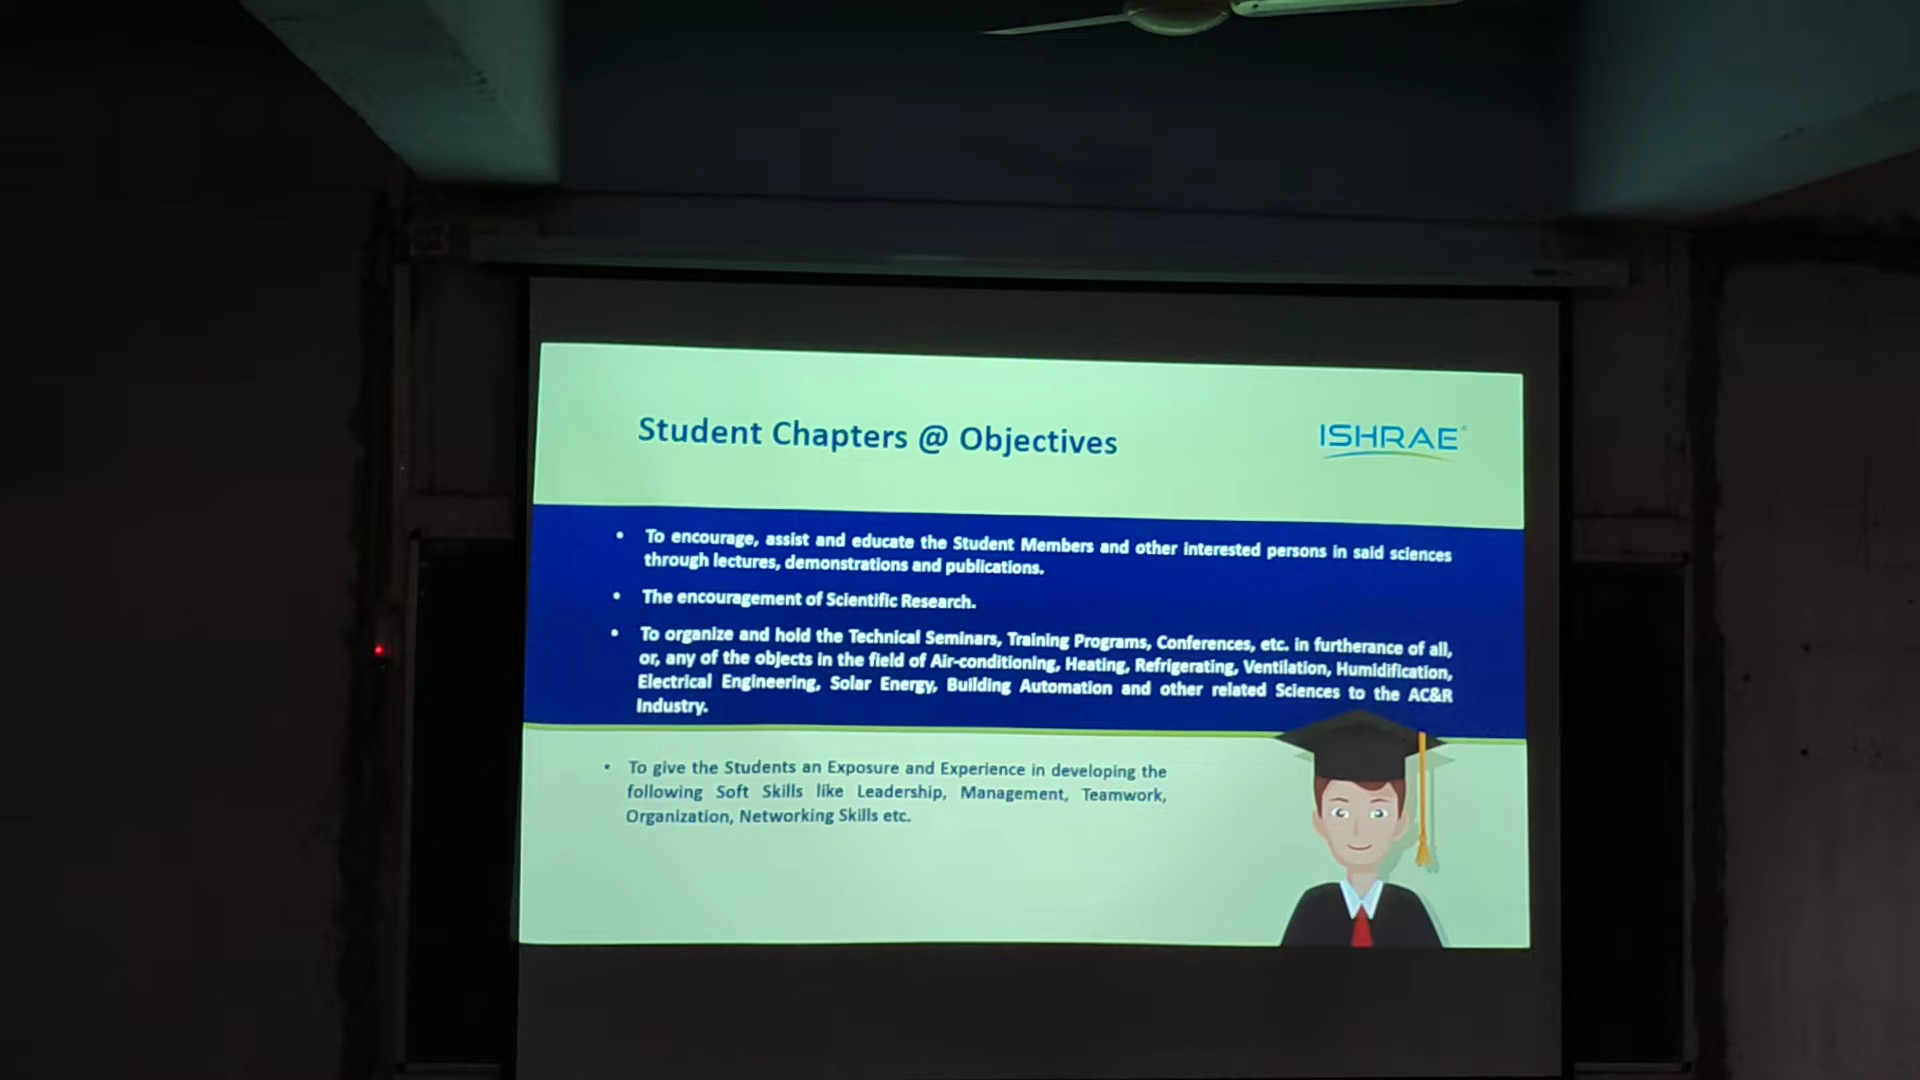 Student Chapters @ Objectives
ISHRAE
• To encourage, assist and educate the Student Members and other interested persons in said sciences
through lectures, demonstrations and publications.
• The encouragement of Scientific Research.
• To organize and hold the Technical Seminars, Training Programs, Conferences, etc. in furtherance of all,
or, any of the objects in the field of Air-conditioning, Heating, Refrigerating, Ventilation, Humidification,
Electrical Engineering, Solar Energy, Building Automation and other related Sciences to the AC&R
Industry.
• To give the Students an Exposure and Experience in developing the
following Soft Skills like Leadership, Management, Teamwork,
Organization, Networking Skills etc.